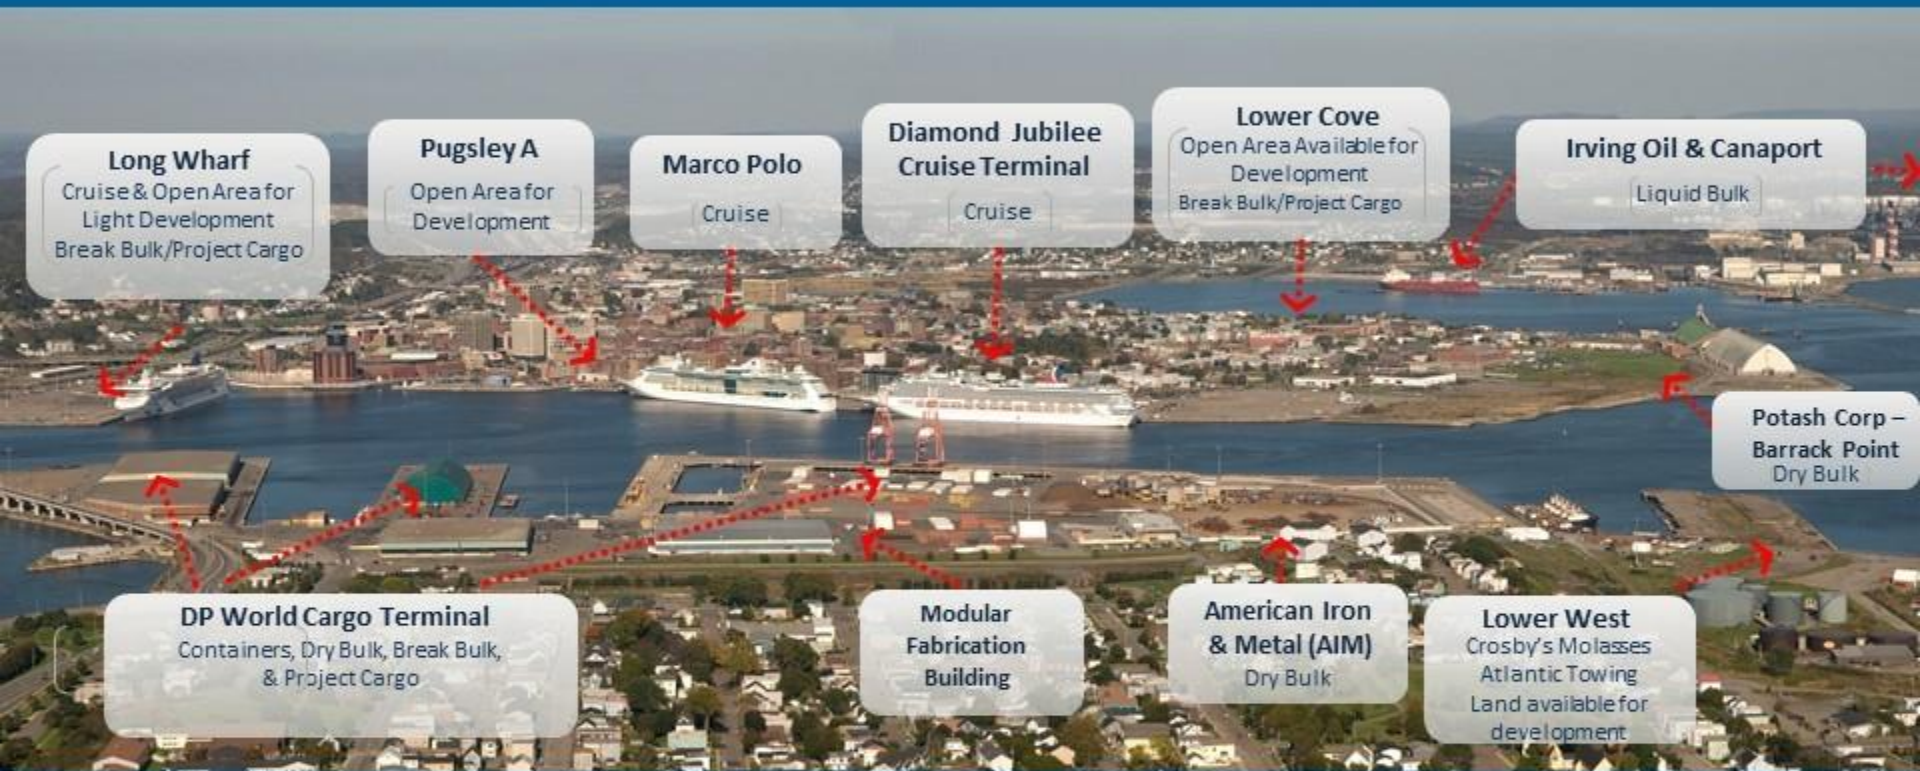 Long Wharf
Cruise & Open Area for
Light Development
Break Bulk/Project Cargo
Pugsley A
Open Area for
Development
Marco Polo
Cruise
Diamond Jubilee
Cruise Terminal
Cruise
Lower Cove
Open Area Available for
Development
Break Bulk/Project Cargo
Irving Oil & Canaport
Liquid Bulk
Potash Corp –
Barrack Point
Dry Bulk
DP World Cargo Terminal
Containers, Dry Bulk, Break Bulk,
& Project Cargo
Modular
Fabrication
Building
American Iron
& Metal (AIM)
Dry Bulk
Lower West
Crosby's Molasses
Atlantic Towing
Land available for
development